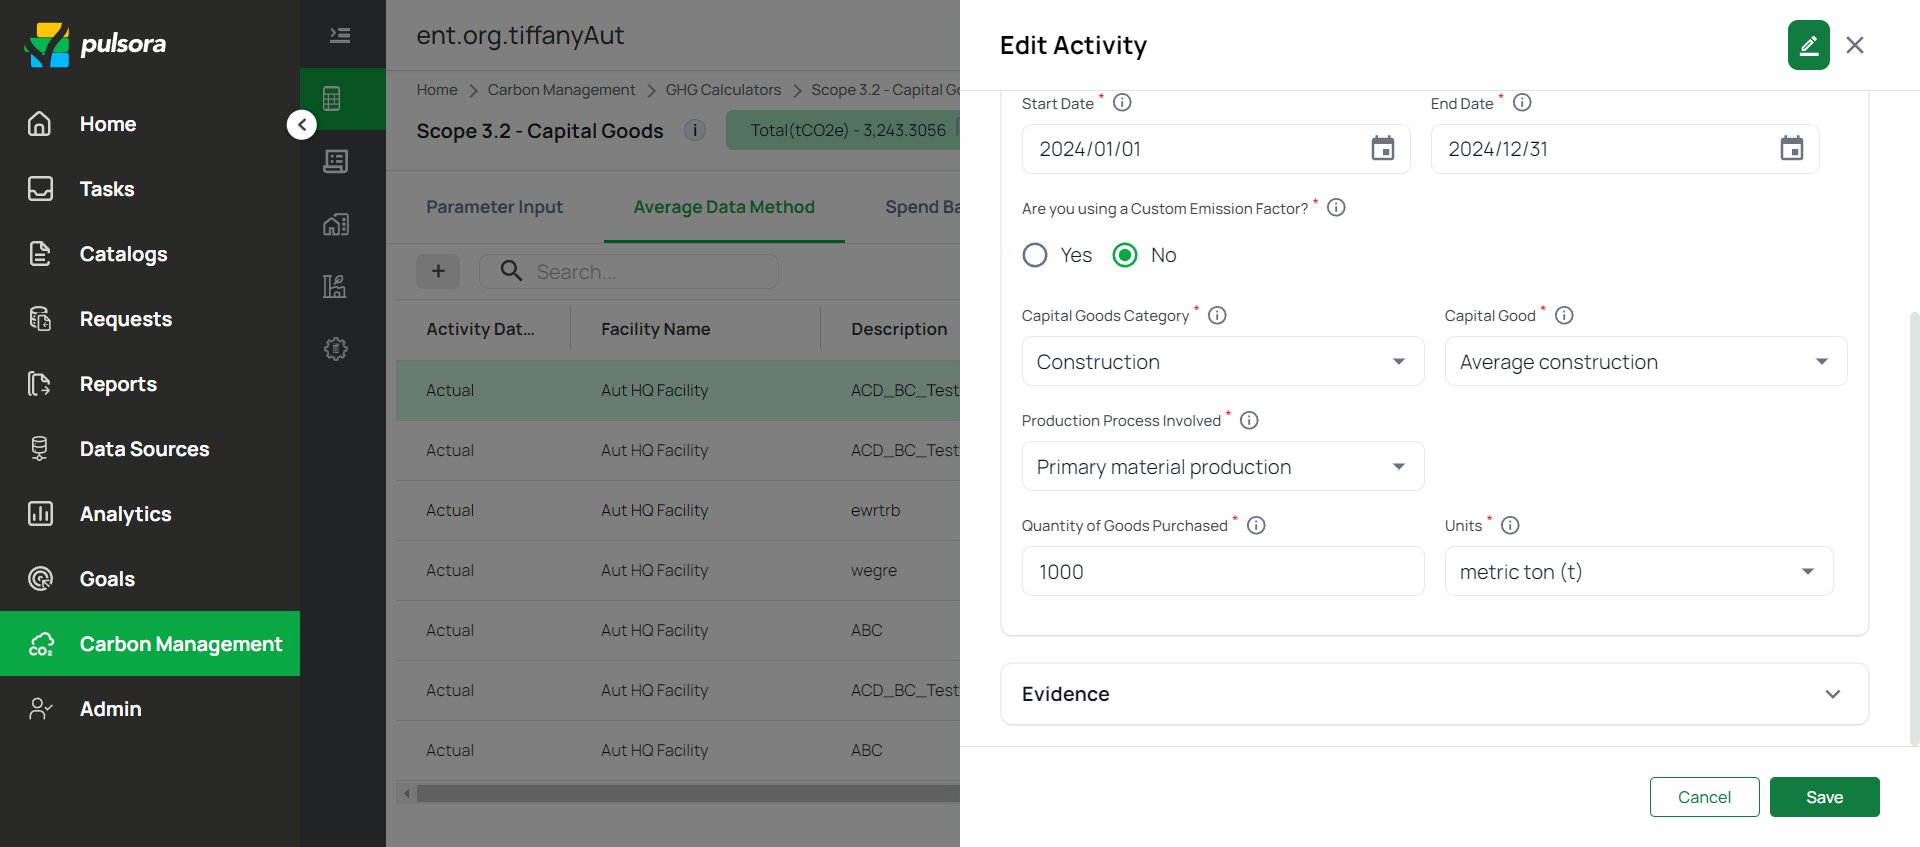 pulsora
Home
Tasks
Catalogs
Requests
Reports
Data Sources
Analytics
Goals
CO2
Carbon Management
Admin
ent.org.tiffanyAut
Home > Carbon Management > GHG Calculators > Scope 3.2 - Capital Go
Scope 3.2 - Capital Goods
Total(tCO2e) - 3,243.3056
Parameter Input
Average Data Method
Spend Ba
+
Search...
Activity Dat...
Facility Name
Description
Actual Aut HQ Facility ACD_BC_Test
Actual Aut HQ Facility ACD_BC_Test
Actual Aut HQ Facility ewrtrb
Actual Aut HQ Facility wegre
Actual Aut HQ Facility ABC
Actual Aut HQ Facility ACD_BC_Test
Actual Aut HQ Facility ABC
Edit Activity
Start Date *
End Date *
2024/01/01
2024/12/31
Are you using a Custom Emission Factor? *
Yes
No
Capital Goods Category *
Capital Good *
Construction
Average construction
Production Process Involved *
Primary material production
Quantity of Goods Purchased *
Units *
1000
metric ton (t)
Evidence
Cancel
Save